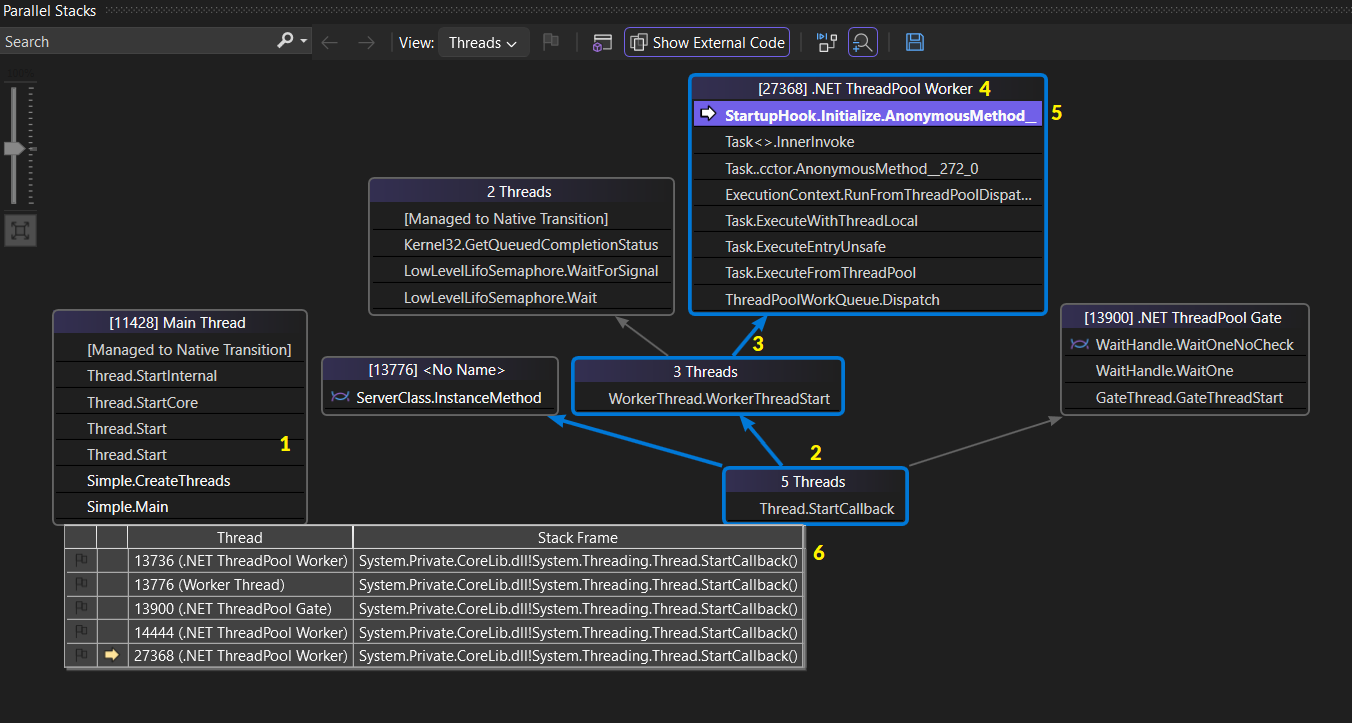 Parallel Stacks
Search
View: Threads
Show External Code
[27368] .NET ThreadPool Worker 4
StartupHook.Initialize.AnonymousMethod__ 5
Task<>.InnerInvoke
Task..cctor.AnonymousMethod__272_0
ExecutionContext.RunFromThreadPoolDispat...
Task.ExecuteWithThreadLocal
Task.ExecuteEntryUnsafe
Task.ExecuteFromThreadPool
ThreadPoolWorkQueue.Dispatch
2 Threads
[Managed to Native Transition]
Kernel32.GetQueuedCompletionStatus
LowLevelLifoSemaphore.WaitForSignal
LowLevelLifoSemaphore.Wait
[11428] Main Thread
[Managed to Native Transition]
Thread.StartInternal
Thread.StartCore
Thread.Start
Thread.Start
1
Simple.CreateThreads
Simple.Main
[13776] <No Name>
ServerClass.InstanceMethod
3
3 Threads
WorkerThread.WorkerThreadStart
[13900] .NET ThreadPool Gate
WaitHandle.WaitOneNoCheck
WaitHandle.WaitOne
GateThread.GateThreadStart
2
5 Threads
Thread.StartCallback
Thread Stack Frame
6
13736 (.NET ThreadPool Worker) System.Private.CoreLib.dll!System.Threading.Thread.StartCallback()
13776 (Worker Thread) System.Private.CoreLib.dll!System.Threading.Thread.StartCallback()
13900 (.NET ThreadPool Gate) System.Private.CoreLib.dll!System.Threading.Thread.StartCallback()
14444 (.NET ThreadPool Worker) System.Private.CoreLib.dll!System.Threading.Thread.StartCallback()
27368 (.NET ThreadPool Worker) System.Private.CoreLib.dll!System.Threading.Thread.StartCallback()